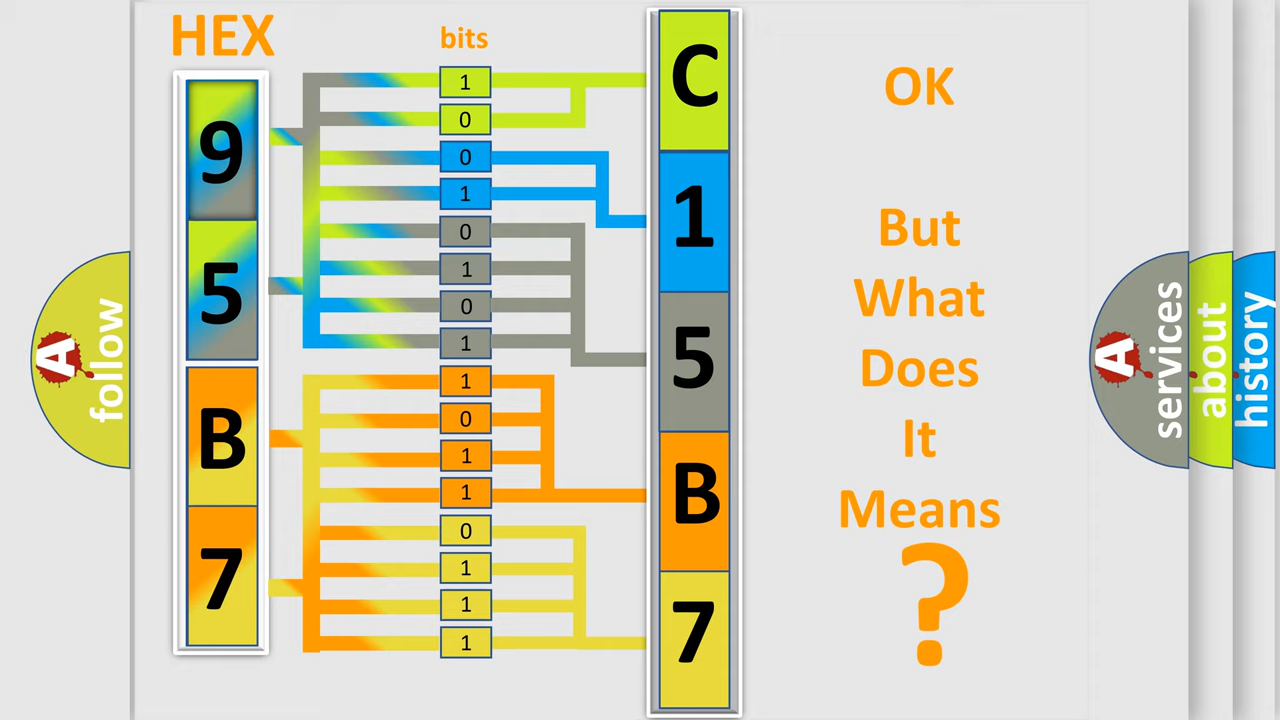 HEX
bits
9
5
B
7
1
0
0
1
0
1
0
1
1
0
1
1
0
1
1
1
C
1
5
B
7
OK
But
What
Does
It
Means
?
A
follow
A
services
about
history